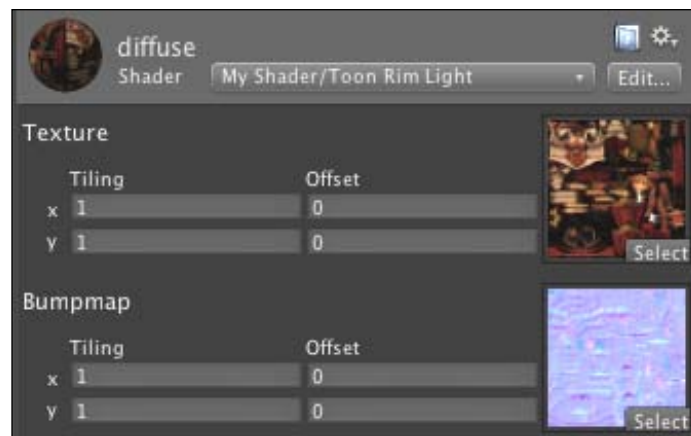 diffuse
Shader My Shader/Toon Rim Light Edit...
Texture
Tiling Offset
x 1 0
y 1 0
Select
Bumpmap
Tiling Offset
x 1 0
y 1 0
Select